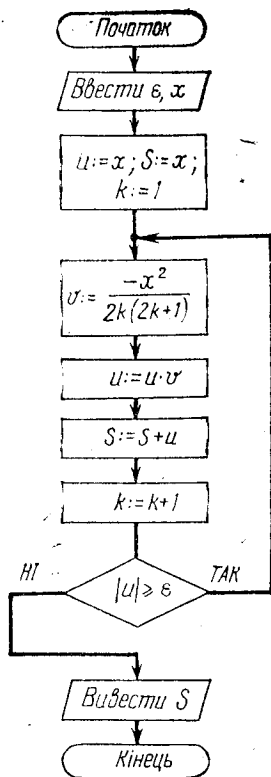 Початок
Ввести ε, x
u:=x; S:=x;
k:=1
v:= -x²/2k(2k+1)
u:=u·v
S:=S+u
k:=k+1
НІ
|u|⩾ε
ТАК
Вивести S
Кінець